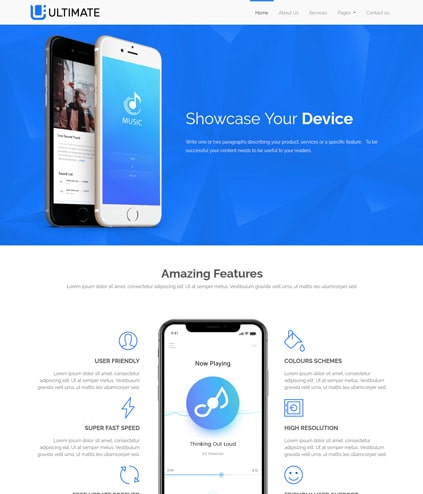 ULTIMATE
Home About Us Services Pages Contact us
MUSIC
Showcase Your Device
Write one or two paragraphs describing your product, services or a specific feature. To be
successful your content needs to be useful to your readers.
Amazing Features
Lorem ipsum dolor sit amet, consectetur adipiscing elit. Ut at semper metus. Vestibulum gravida ornare urna, ut mattis leo ullamcorper sed.
USER FRIENDLY
Lorem ipsum dolor sit amet, consectetur
adipiscing elit. Ut at semper metus. Vestibulum
gravida ornare urna, ut mattis leo ullamcorper sed.
SUPER FAST SPEED
Lorem ipsum dolor sit amet, consectetur
adipiscing elit. Ut at semper metus. Vestibulum
gravida ornare urna, ut mattis leo ullamcorper sed.
Now Playing
Thinking Out Loud
Ed Sheeran
COLOURS SCHEMES
Lorem ipsum dolor sit amet, consectetur
adipiscing elit. Ut at semper metus. Vestibulum
gravida ornare urna, ut mattis leo ullamcorper sed.
HIGH RESOLUTION
Lorem ipsum dolor sit amet, consectetur
adipiscing elit. Ut at semper metus. Vestibulum
gravida ornare urna, ut mattis leo ullamcorper sed.